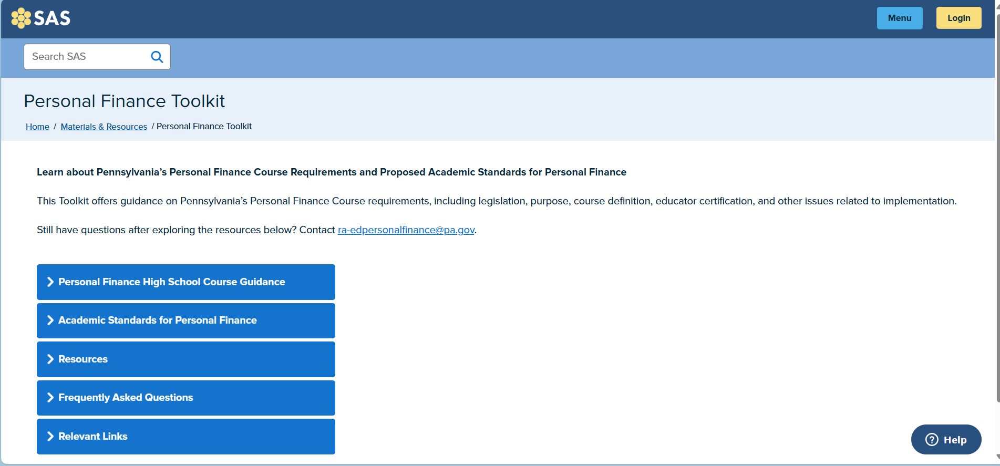 SAS
Menu
Login
Search SAS
Personal Finance Toolkit
Home / Materials & Resources / Personal Finance Toolkit
Learn about Pennsylvania’s Personal Finance Course Requirements and Proposed Academic Standards for Personal Finance
This Toolkit offers guidance on Pennsylvania’s Personal Finance Course requirements, including legislation, purpose, course definition, educator certification, and other issues related to implementation.
Still have questions after exploring the resources below? Contact ra-edpersonalfinance@pa.gov.
Personal Finance High School Course Guidance
Academic Standards for Personal Finance
Resources
Frequently Asked Questions
Relevant Links
Help